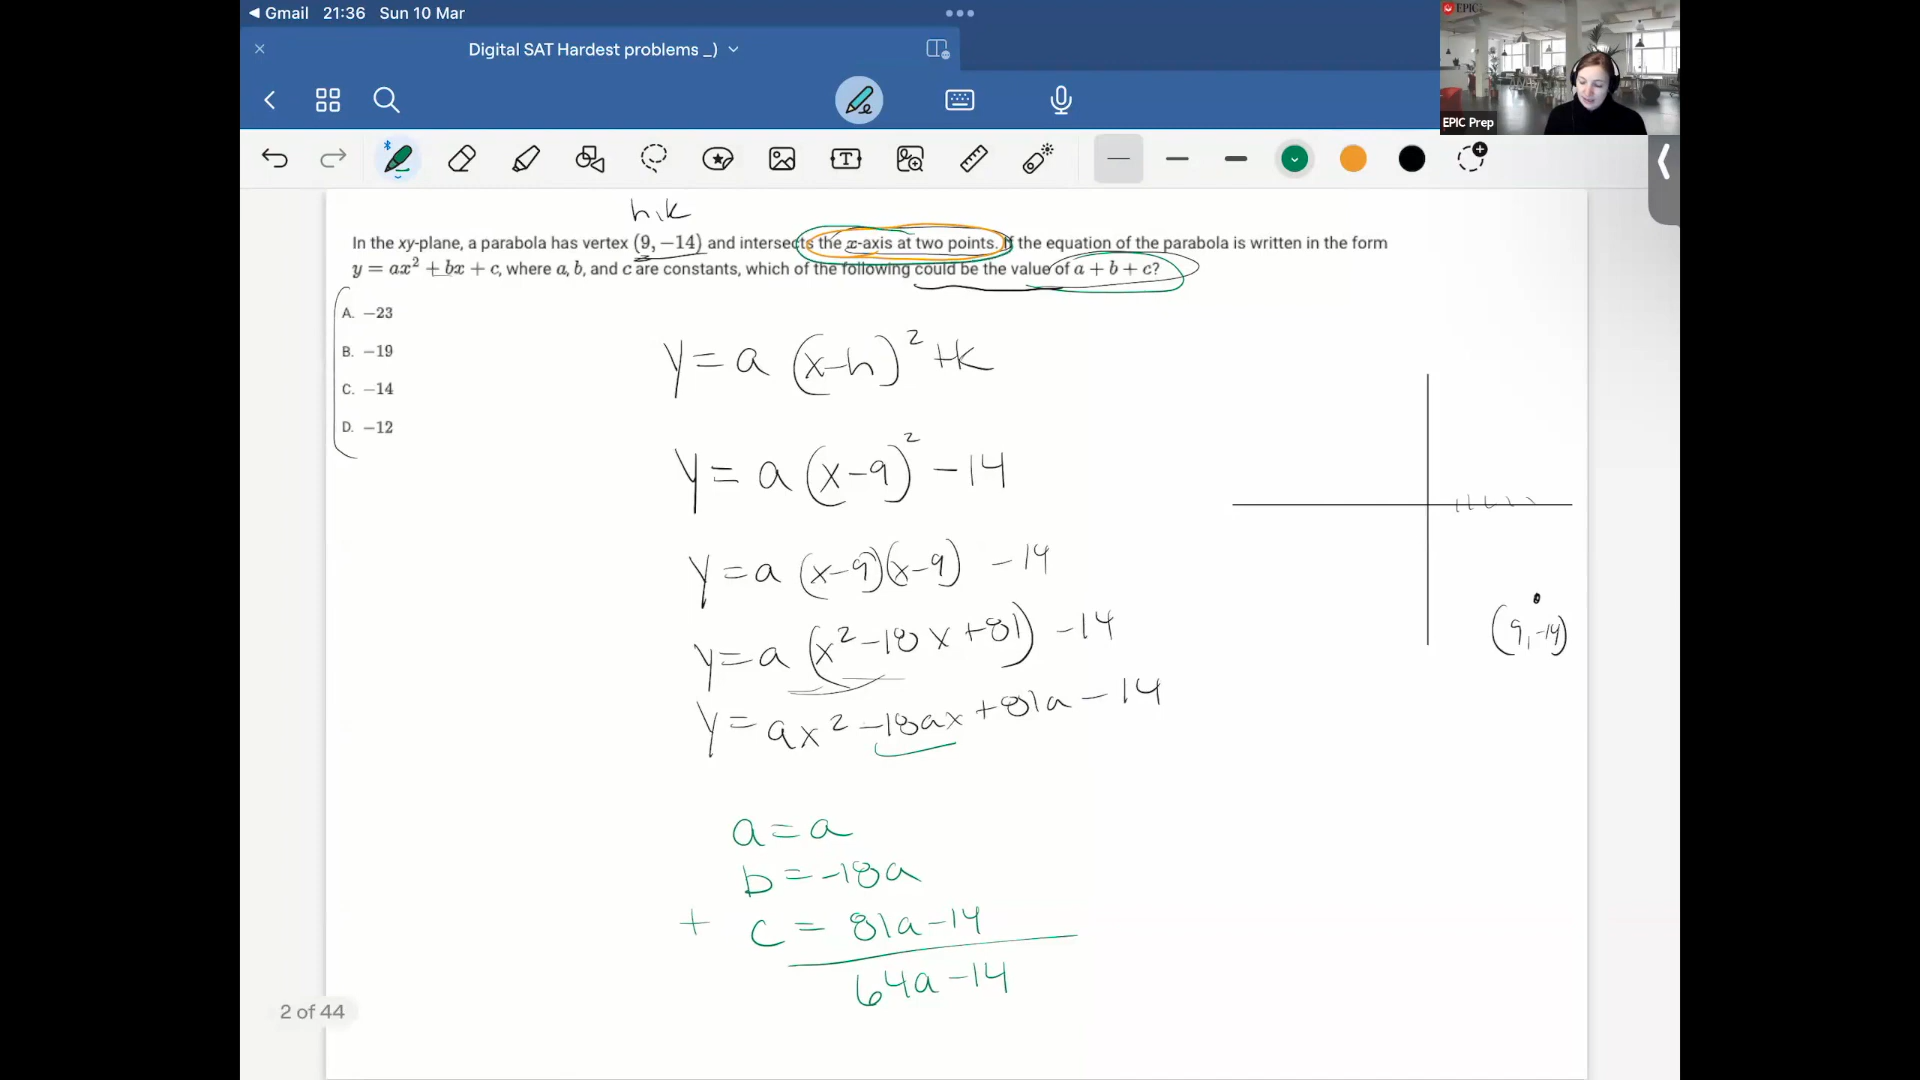 Gmail 21:36 Sun 10 Mar
EPIC
Digital SAT Hardest problems _)
EPIC Prep
h,k
In the xy-plane, a parabola has vertex (9, −14) and intersects the x-axis at two points. If the equation of the parabola is written in the form
y = ax² + bx + c, where a, b, and c are constants, which of the following could be the value of a + b + c?
A. −23
B. −19
C. −14
D. −12
y = a (x-h)² +k
y = a (x-9)² -14
y = a (x-9)(x-9) -14
y = a (x² -18x +81) -14
y = ax² -18ax +81a -14
(9, -14)
a = a
b = -18a
+ c = 81a -14
64a -14
2 of 44